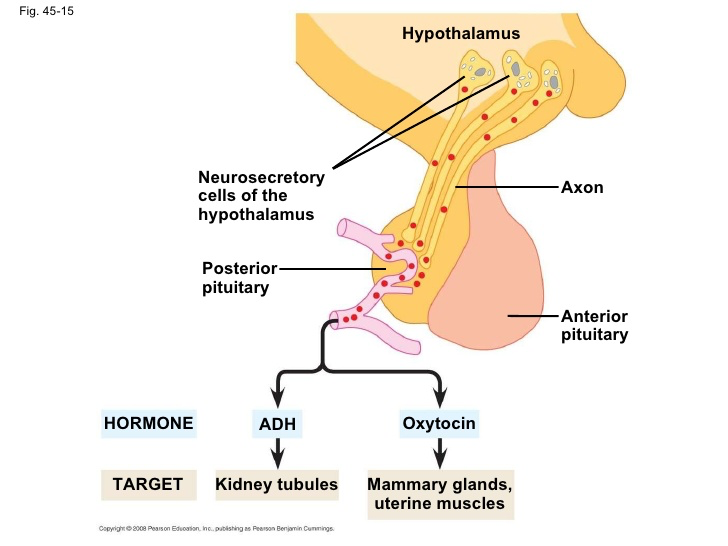 Fig. 45-15
Hypothalamus
Neurosecretory
cells of the
hypothalamus
Axon
Posterior
pituitary
Anterior
pituitary
HORMONE
ADH
Oxytocin
TARGET
Kidney tubules
Mammary glands,
uterine muscles
Copyright © 2008 Pearson Education, Inc., publishing as Pearson Benjamin Cummings.